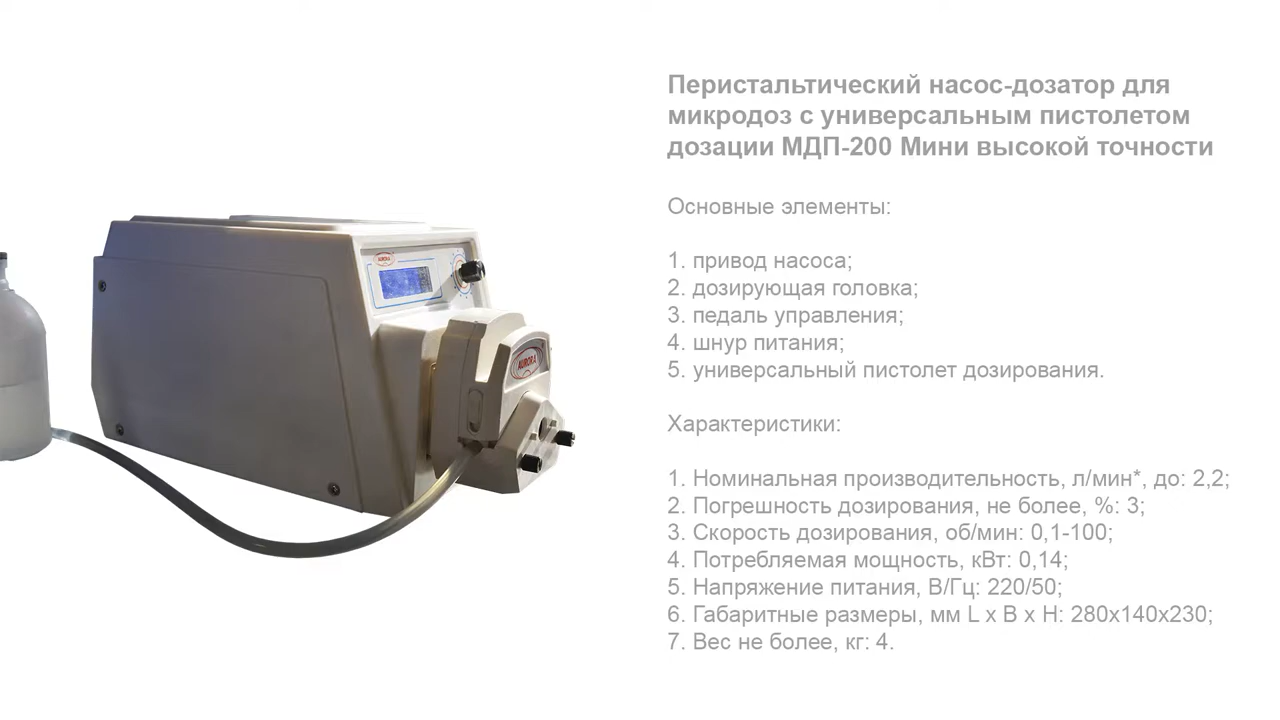 Перистальтический насос-дозатор для
микродоз с универсальным пистолетом
дозации МДП-200 Мини высокой точности
Основные элементы:
1. привод насоса;
2. дозирующая головка;
3. педаль управления;
4. шнур питания;
5. универсальный пистолет дозирования.
Характеристики:
1. Номинальная производительность, л/мин*, до: 2,2;
2. Погрешность дозирования, не более, %: 3;
3. Скорость дозирования, об/мин: 0,1-100;
4. Потребляемая мощность, кВт: 0,14;
5. Напряжение питания, В/Гц: 220/50;
6. Габаритные размеры, мм L x B x H: 280x140x230;
7. Вес не более, кг: 4.
AURORA
AURORA